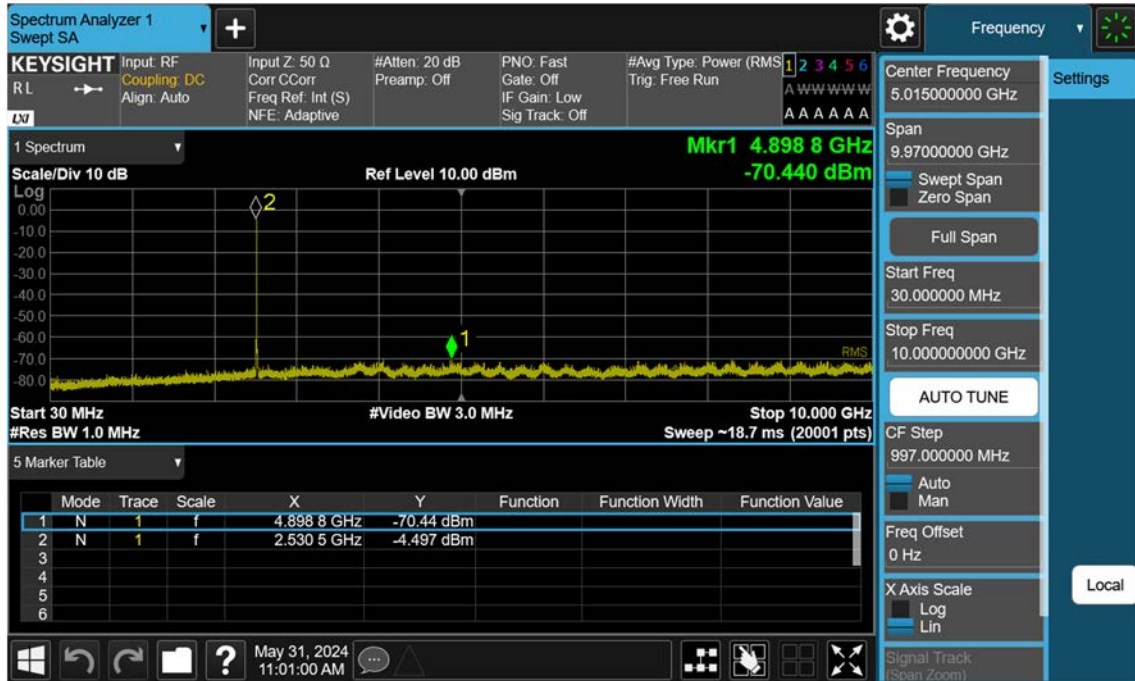 Spectrum Analyzer 1
Swept SA
Frequency
KEYSIGHT
R L
LXI
Input: RF
Coupling: DC
Align: Auto
Input Z: 50 Ω
Corr CCorr
Freq Ref: Int (S)
NFE: Adaptive
#Atten: 20 dB
Preamp: Off
PNO: Fast
Gate: Off
IF Gain: Low
Sig Track: Off
#Avg Type: Power (RMS
Trig: Free Run
1 2 3 4 5 6
A W W W W W
A A A A A A
1 Spectrum
Scale/Div 10 dB
Ref Level 10.00 dBm
Mkr1 4.898 8 GHz
-70.440 dBm
Log
0.00
-10.0
-20.0
-30.0
-40.0
-50.0
-60.0
-70.0
-80.0
2
1
RMS
Start 30 MHz
#Video BW 3.0 MHz
Stop 10.000 GHz
#Res BW 1.0 MHz
Sweep ~18.7 ms (20001 pts)
5 Marker Table
Mode Trace Scale X Y Function Function Width Function Value
1 N 1 f 4.898 8 GHz -70.44 dBm
2 N 1 f 2.530 5 GHz -4.497 dBm
3
4
5
6
May 31, 2024
11:01:00 AM
Center Frequency
5.015000000 GHz
Settings
Span
9.97000000 GHz
Swept Span
Zero Span
Full Span
Start Freq
30.000000 MHz
Stop Freq
10.000000000 GHz
AUTO TUNE
CF Step
997.000000 MHz
Auto
Man
Freq Offset
0 Hz
X Axis Scale
Log
Lin
Local
Signal Track
(Span Zoom)